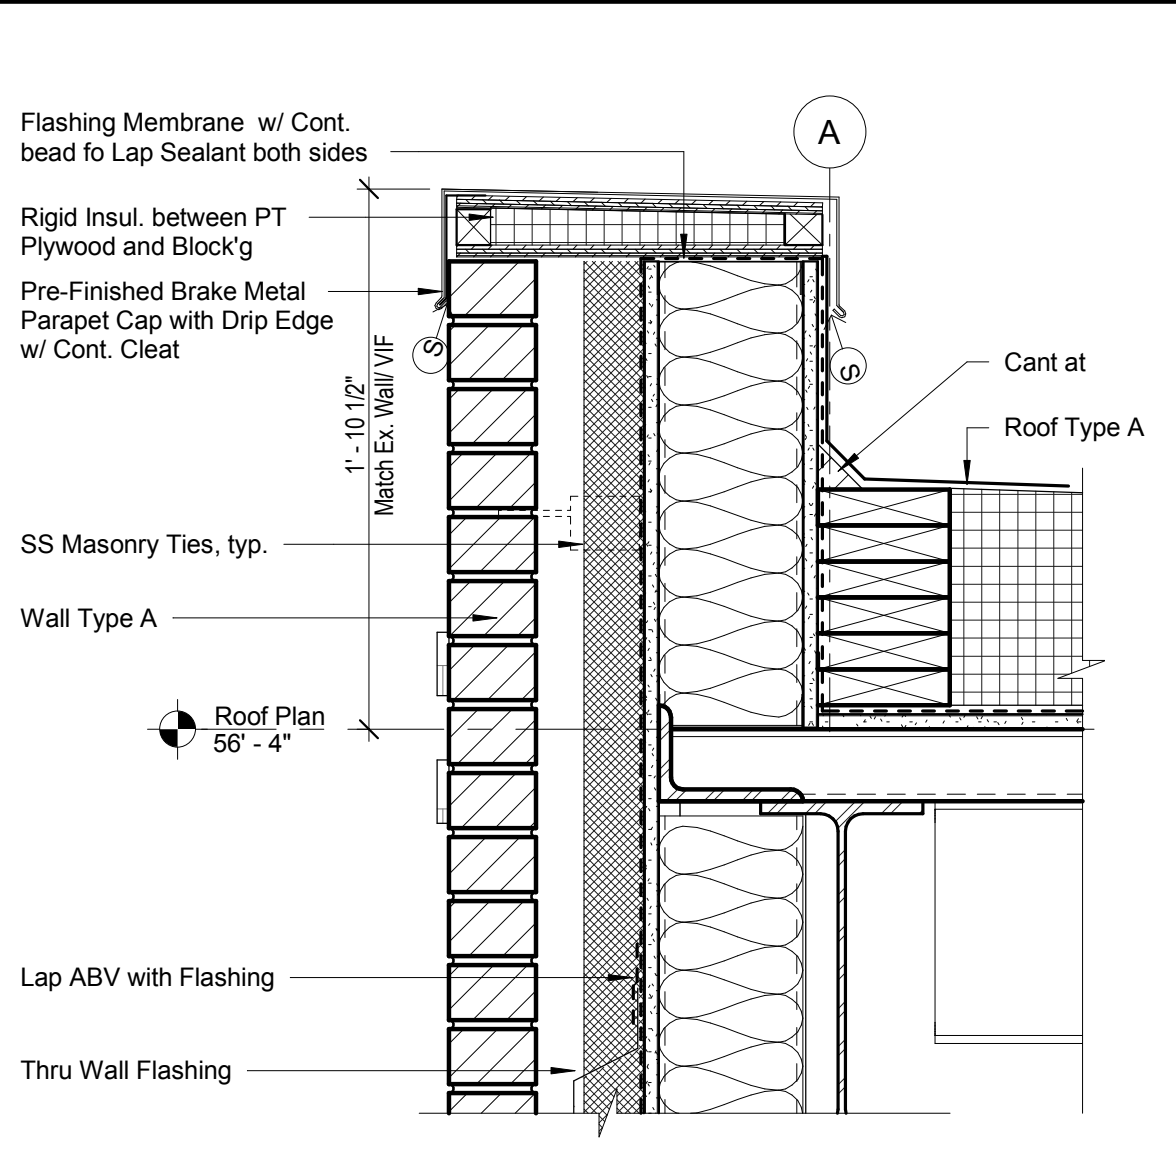 Flashing Membrane w/ Cont.
bead fo Lap Sealant both sides
A
Rigid Insul. between PT
Plywood and Block'g
Pre-Finished Brake Metal
Parapet Cap with Drip Edge
w/ Cont. Cleat
S
S
1' - 10 1/2"
Match Ex. Wall/ VIF
Cant at
Roof Type A
SS Masonry Ties, typ.
Wall Type A
Roof Plan
56' - 4"
Lap ABV with Flashing
Thru Wall Flashing